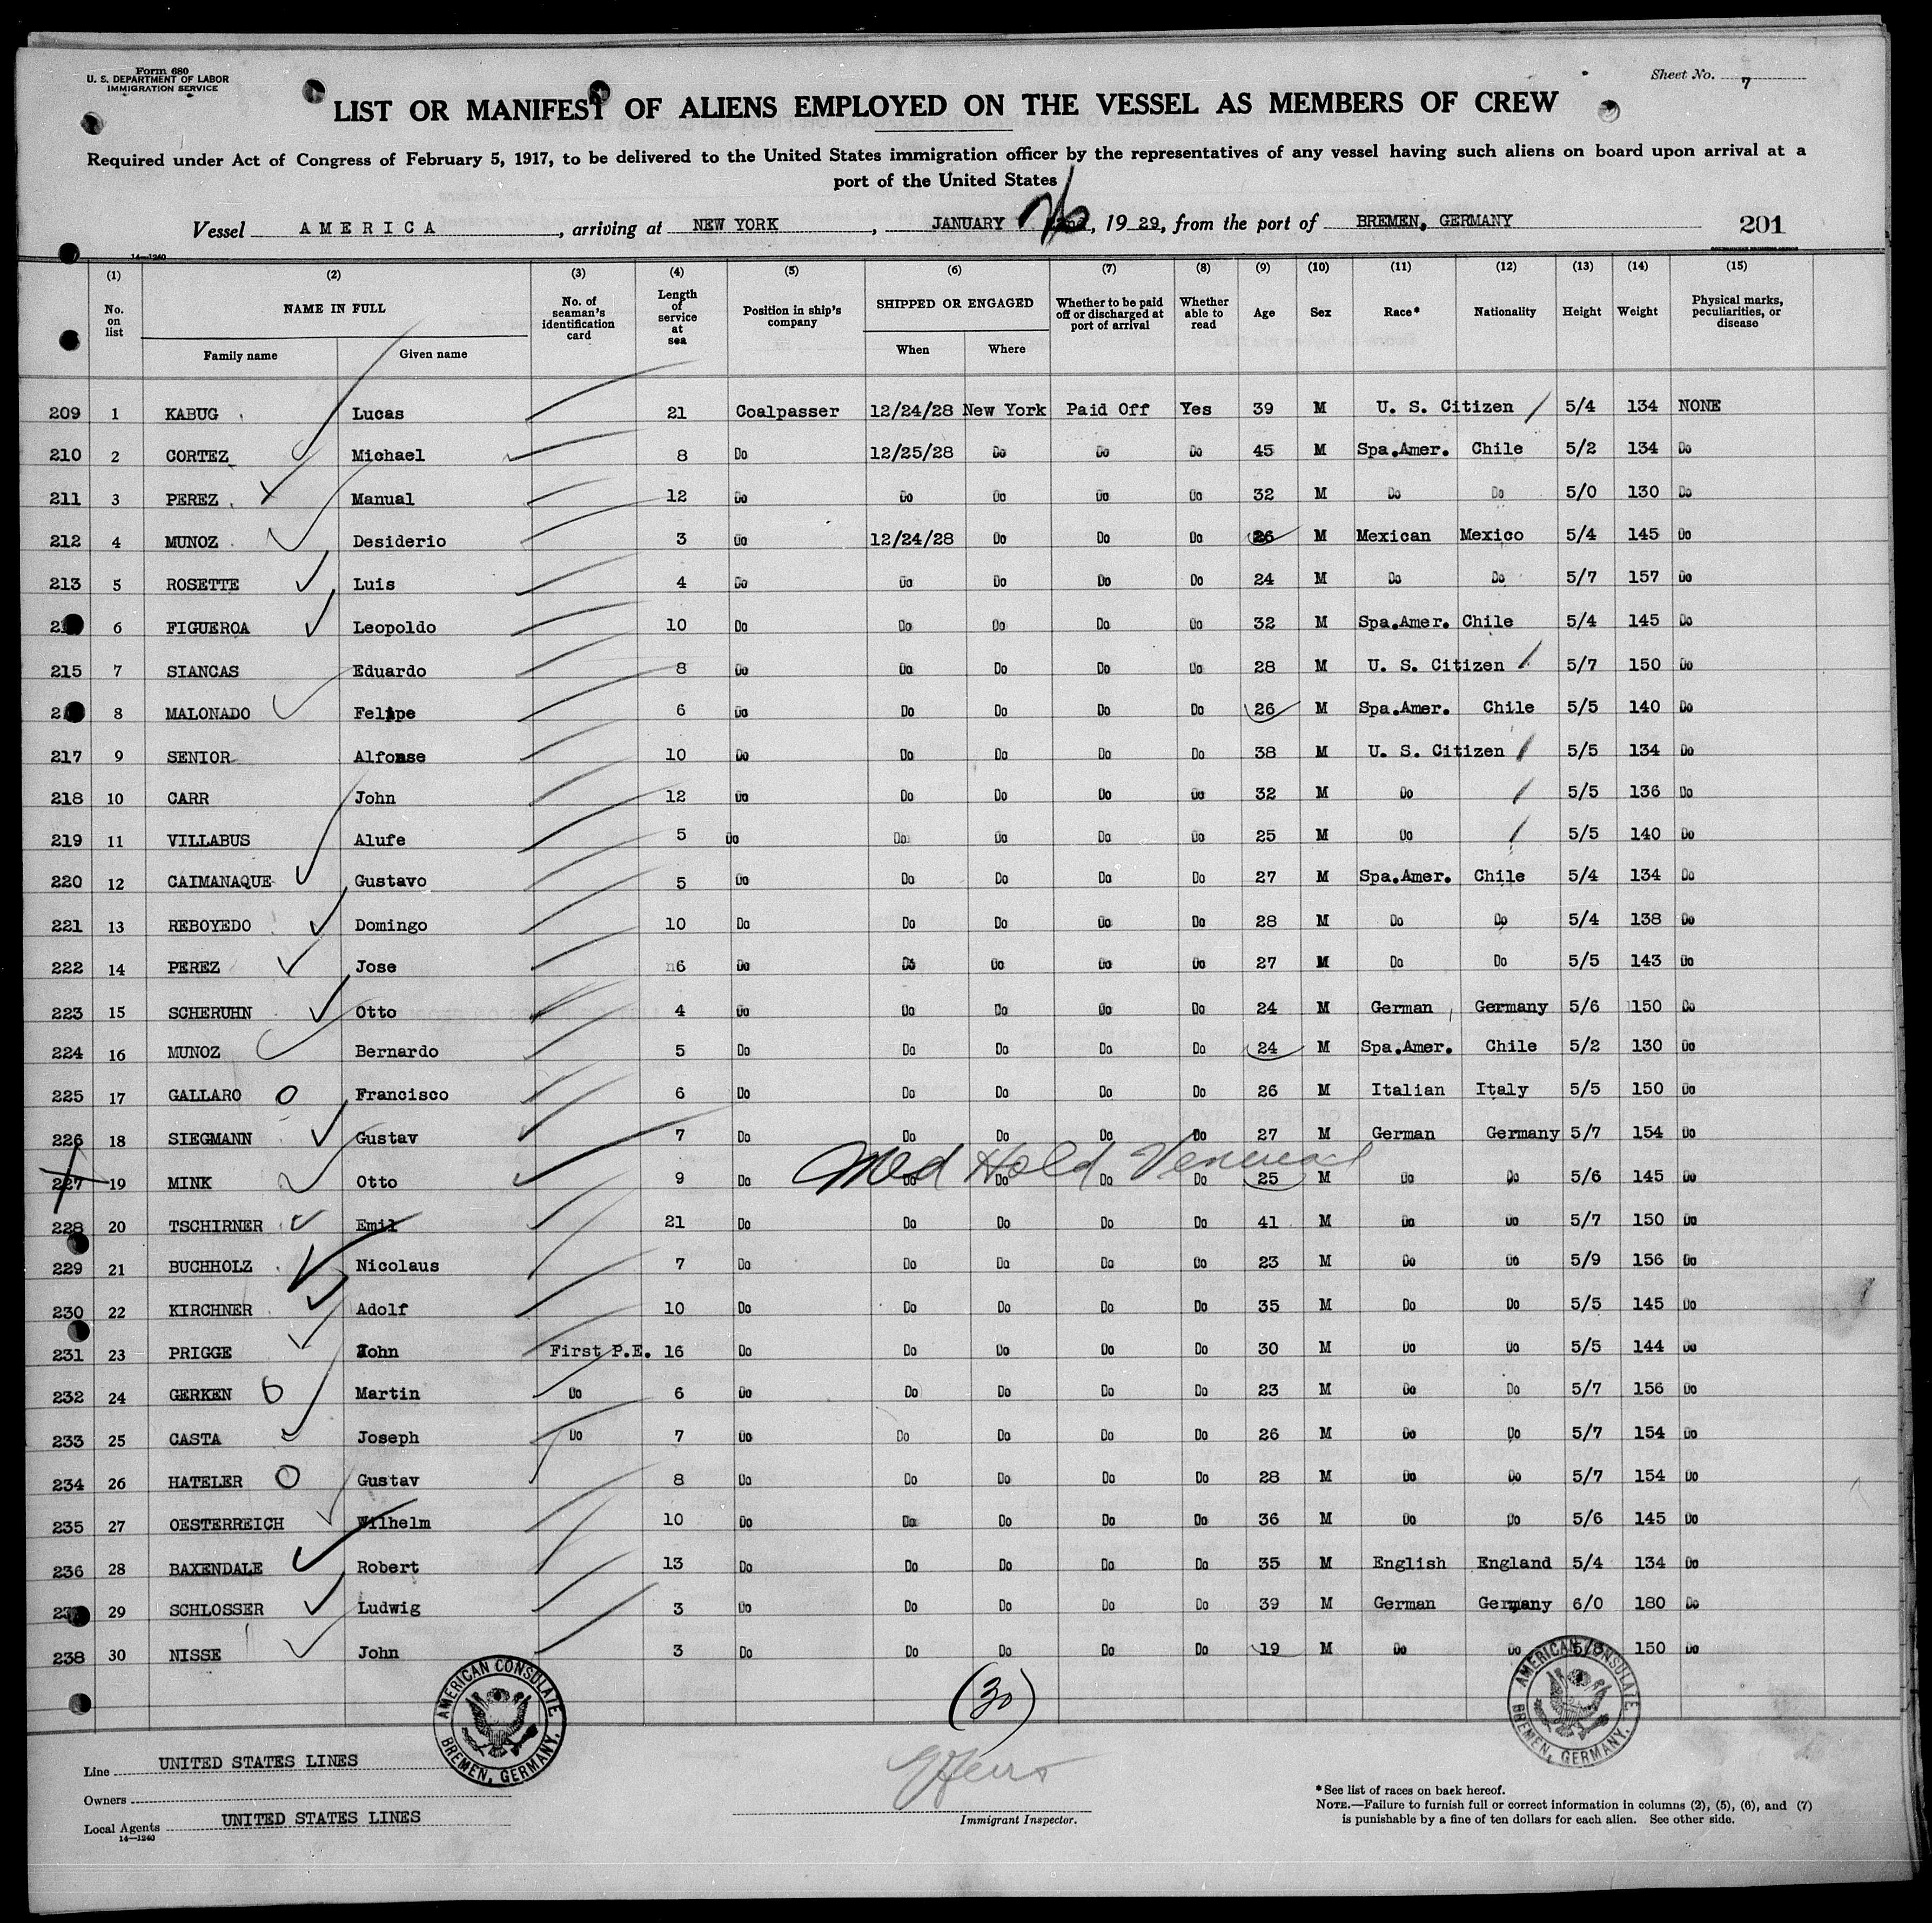 Form 680
U. S. DEPARTMENT OF LABOR
IMMIGRATION SERVICE
Sheet No. 7
LIST OR MANIFEST OF ALIENS EMPLOYED ON THE VESSEL AS MEMBERS OF CREW
Required under Act of Congress of February 5, 1917, to be delivered to the United States immigration officer by the representatives of any vessel having such aliens on board upon arrival at a
port of the United States
Vessel AMERICA, arriving at NEW YORK, JANUARY 26, 1929, from the port of BREMEN, GERMANY 201
14—1240
(1) (2) (3) (4) (5) (6) (7) (8) (9) (10) (11) (12) (13) (14) (15)
No. on list NAME IN FULL No. of seaman's identification card Length of service at sea Position in ship's company SHIPPED OR ENGAGED Whether to be paid off or discharged at port of arrival Whether able to read Age Sex Race* Nationality Height Weight Physical marks, peculiarities, or disease
Family name Given name When Where
209 1 KABUG Lucas 21 Coalpasser 12/24/28 New York Paid Off Yes 39 M U. S. Citizen 5/4 134 NONE
210 2 CORTEZ Michael 8 Do 12/25/28 Do Do Do 45 M Spa.Amer. Chile 5/2 134 Do
211 3 PEREZ Manual 12 Do Do Do Do Do 32 M Do Do 5/0 130 Do
212 4 MUNOZ Desiderio 3 Do 12/24/28 Do Do Do 26 M Mexican Mexico 5/4 145 Do
213 5 ROSETTE Luis 4 Do Do Do Do Do 24 M Do Do 5/7 157 Do
6 FIGUEROA Leopoldo 10 Do Do Do Do Do 32 M Spa.Amer. Chile 5/4 145 Do
215 7 SIANCAS Eduardo 8 Do Do Do Do Do 28 M U. S. Citizen 5/7 150 Do
8 MALONADO Felipe 6 Do Do Do Do Do 26 M Spa.Amer. Chile 5/5 140 Do
217 9 SENIOR Alfonse 10 Do Do Do Do Do 38 M U. S. Citizen 5/5 134 Do
218 10 CARR John 12 Do Do Do Do Do 32 M Do 5/5 136 Do
219 11 VILLABUS Alufe 5 Do Do Do Do Do 25 M Do 5/5 140 Do
220 12 CAIMANAQUE Gustavo 5 Do Do Do Do Do 27 M Spa.Amer. Chile 5/4 134 Do
221 13 REBOYEDO Domingo 10 Do Do Do Do Do 28 M Do Do 5/4 138 Do
222 14 PEREZ Jose 6 Do Do Do Do Do 27 M Do Do 5/5 143 Do
223 15 SCHERUHN Otto 4 Do Do Do Do Do 24 M German Germany 5/6 150 Do
224 16 MUNOZ Bernardo 5 Do Do Do Do Do 24 M Spa.Amer. Chile 5/2 130 Do
225 17 GALLARO Francisco 6 Do Do Do Do Do 26 M Italian Italy 5/5 150 Do
226 18 SIEGMANN Gustav 7 Do Do Do Do Do 27 M German Germany 5/7 154 Do
Med Hold Venereal
227 19 MINK Otto 9 Do Do Do Do Do 25 M Do Do 5/6 145 Do
228 20 TSCHIRNER Emil 21 Do Do Do Do Do 41 M Do Do 5/7 150 Do
229 21 BUCHHOLZ Nicolaus 7 Do Do Do Do Do 23 M Do Do 5/9 156 Do
230 22 KIRCHNER Adolf 10 Do Do Do Do Do 35 M Do Do 5/5 145 Do
231 23 PRIGGE John First P.E. 16 Do Do Do Do Do 30 M Do Do 5/5 144 Do
232 24 GERKEN Martin Do 6 Do Do Do Do Do 23 M Do Do 5/7 156 Do
233 25 CASTA Joseph Do 7 Do Do Do Do Do 26 M Do Do 5/7 154 Do
234 26 HATELER Gustav 8 Do Do Do Do Do 28 M Do Do 5/7 154 Do
235 27 OESTERREICH Wilhelm 10 Do Do Do Do Do 36 M Do Do 5/6 145 Do
236 28 BAXENDALE Robert 13 Do Do Do Do Do 35 M English England 5/4 134 Do
29 SCHLOSSER Ludwig 3 Do Do Do Do Do 39 M German Germany 6/0 180 Do
238 30 NISSE John 3 Do Do Do Do Do 19 M Do Do 150 Do
(30)
AMERICAN CONSULATE BREMEN, GERMANY.
AMERICAN CONSULATE BREMEN, GERMANY.
Line UNITED STATES LINES
Owners
Local Agents UNITED STATES LINES
14—1240
Immigrant Inspector.
*See list of races on back hereof.
NOTE.—Failure to furnish full or correct information in columns (2), (5), (6), and (7)
is punishable by a fine of ten dollars for each alien. See other side.